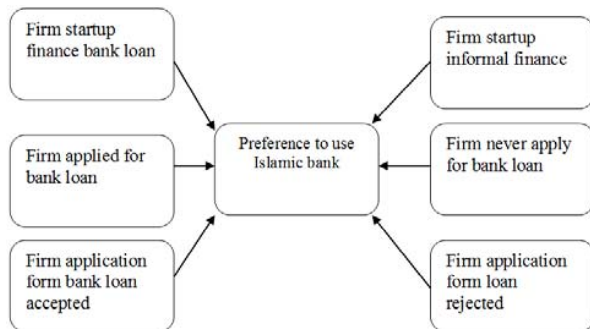 Firm startup
finance bank loan
Firm startup
informal finance
Firm applied for
bank loan
Preference to use
Islamic bank
Firm never apply
for bank loan
Firm application
form bank loan
accepted
Firm application
form loan
rejected